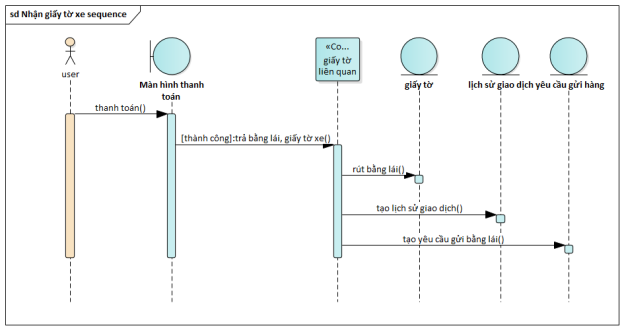 sd Nhận giấy tờ xe sequence
«Co...
giấy tờ
liên quan
user
Màn hình thanh
toán
giấy tờ
lịch sử giao dịch
yêu cầu gửi hàng
thanh toán()
[thành công]:trả bằng lái, giấy tờ xe()
rút bằng lái()
tạo lịch sử giao dịch()
tạo yêu cầu gửi bằng lái()